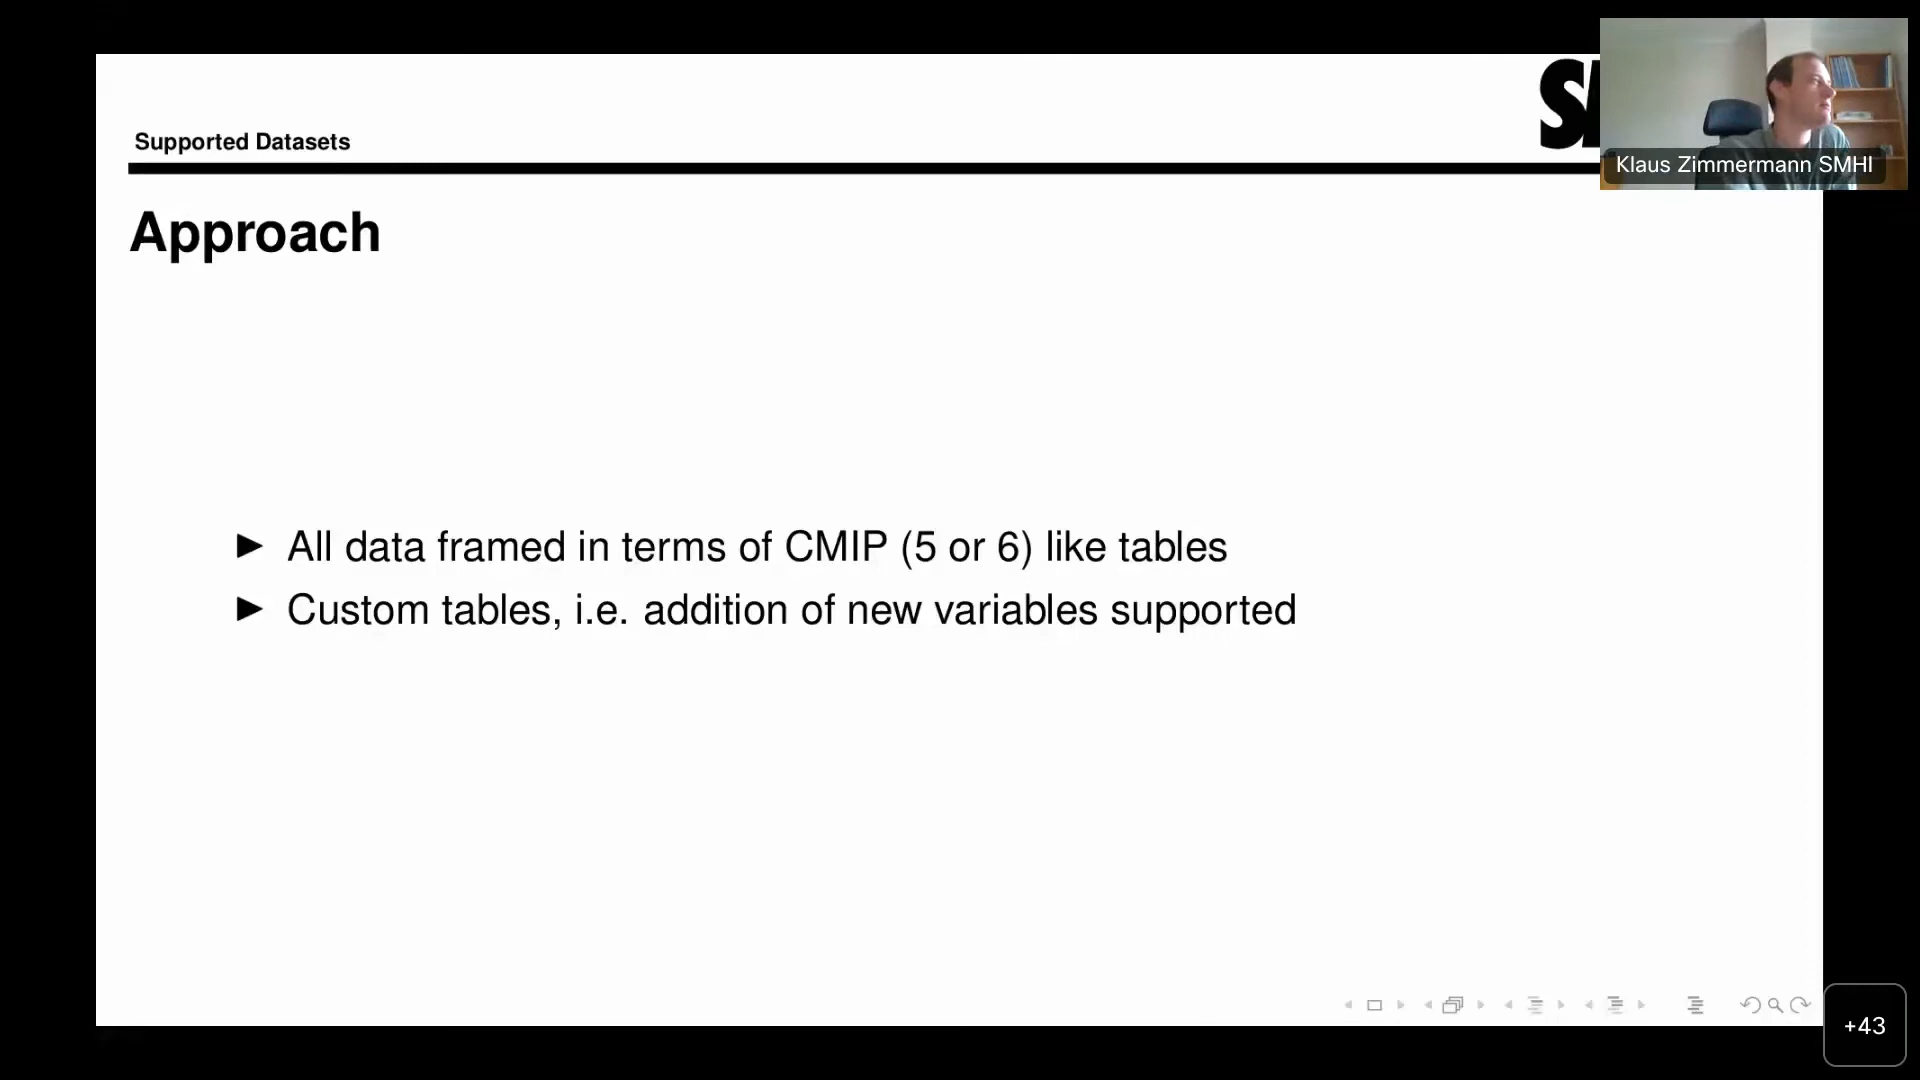 Supported Datasets
Klaus Zimmermann SMHI
Approach
► All data framed in terms of CMIP (5 or 6) like tables
► Custom tables, i.e. addition of new variables supported
+43